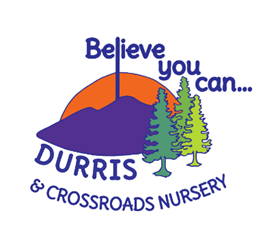 Believe
you
can...
DURRIS
& CROSSROADS NURSERY